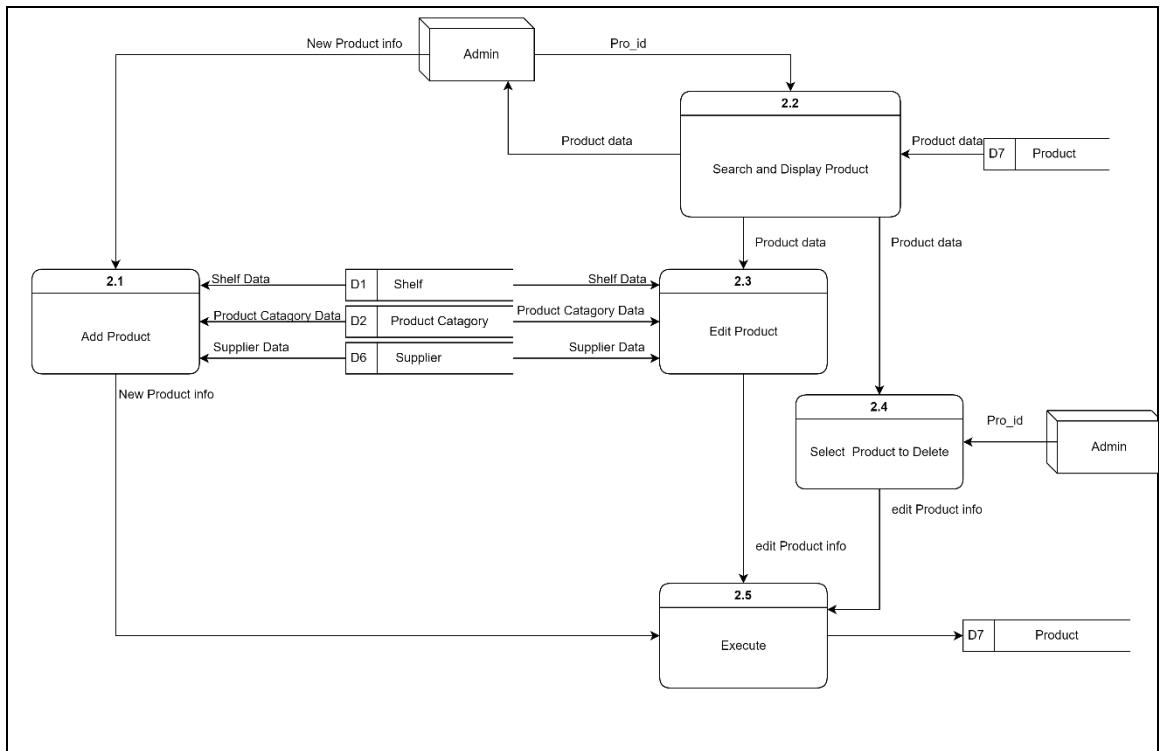 New Product info
Admin
Pro_id
2.2
Product data
Product data
D7
Product
Search and Display Product
Product data
Product data
2.1
Shelf Data
D1
Shelf
Shelf Data
2.3
Product Catagory Data
D2
Product Catagory
Product Catagory Data
Add Product
Edit Product
Supplier Data
D6
Supplier
Supplier Data
New Product info
2.4
Pro_id
Select Product to Delete
Admin
edit Product info
edit Product info
2.5
Execute
D7
Product